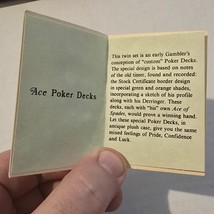 Ace Poker Decks
This twin set is an early Gambler's
conception of "custom" Poker Decks.
The special design is based on notes
of the old timer, found and recorded:
the Stock Certificate border design
in special green and orange shades,
incorporating a sketch of his profile
along with his Derringer. These
decks, each with "his" own Ace of
Spades, would prove a winning hand.
Let these special Poker Decks, in
antique plush case, give you the same
mixed feelings of Pride, Confidence
and Luck.